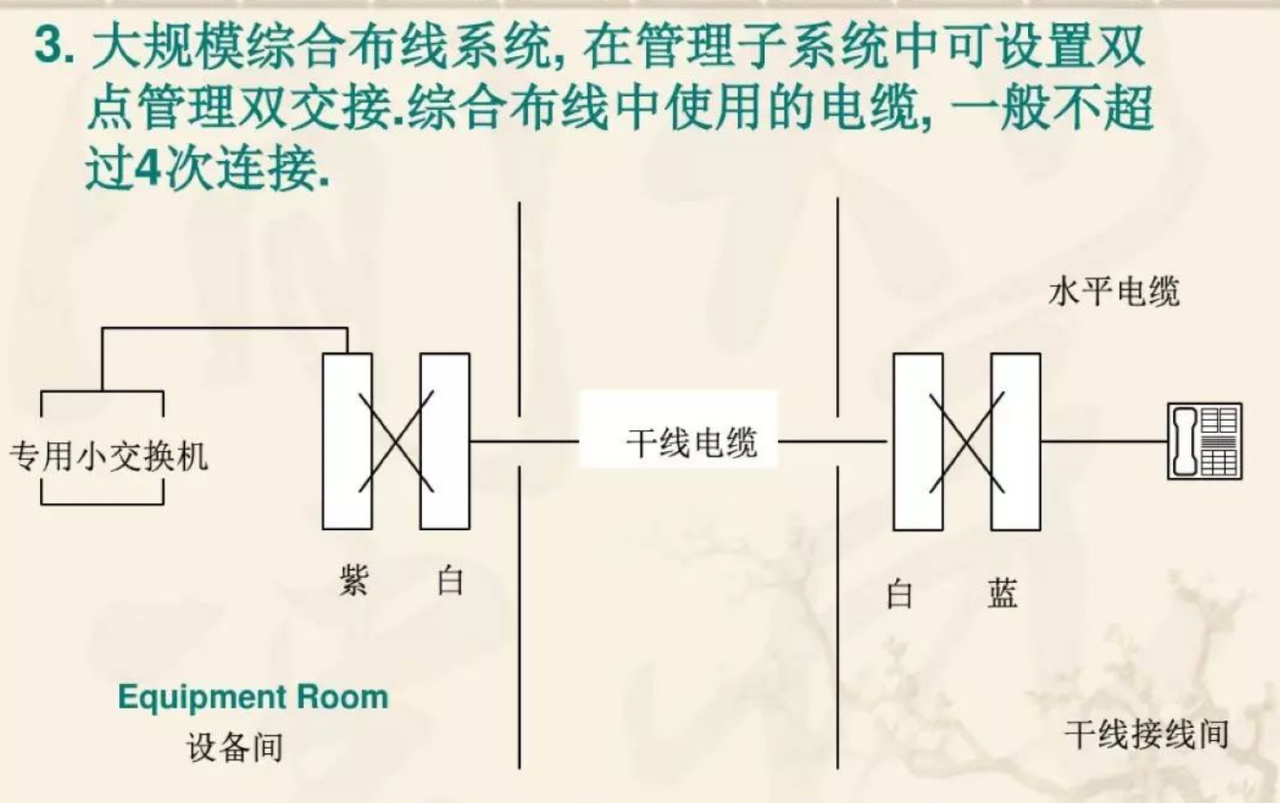 3. 大规模综合布线系统, 在管理子系统中可设置双
点管理双交接.综合布线中使用的电缆, 一般不超
过4次连接.
水平电缆
专用小交换机
干线电缆
紫
白
白
蓝
Equipment Room
设备间
干线接线间